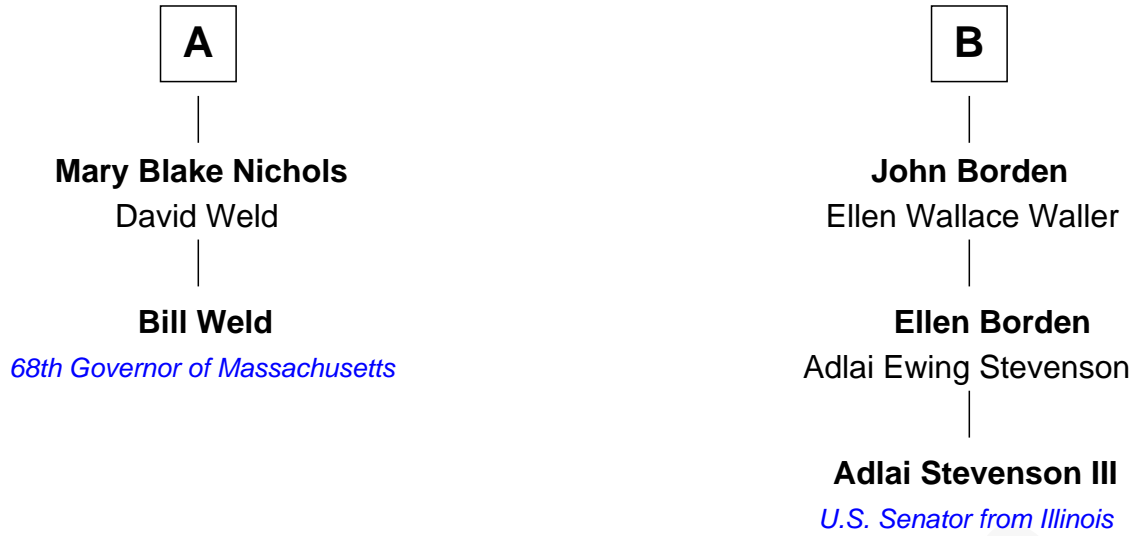 A
B
Mary Blake Nichols
David Weld
John Borden
Ellen Wallace Waller
Bill Weld
68th Governor of Massachusetts
Ellen Borden
Adlai Ewing Stevenson
Adlai Stevenson III
U.S. Senator from Illinois